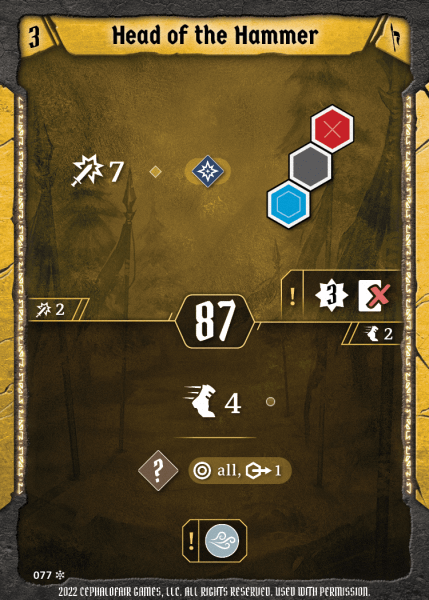 3 Head of the Hammer
7
! 3
2
87
2
4
? all, 1
!
077
2022 CEPHALOFAIR GAMES, LLC. ALL RIGHTS RESERVED. USED WITH PERMISSION.